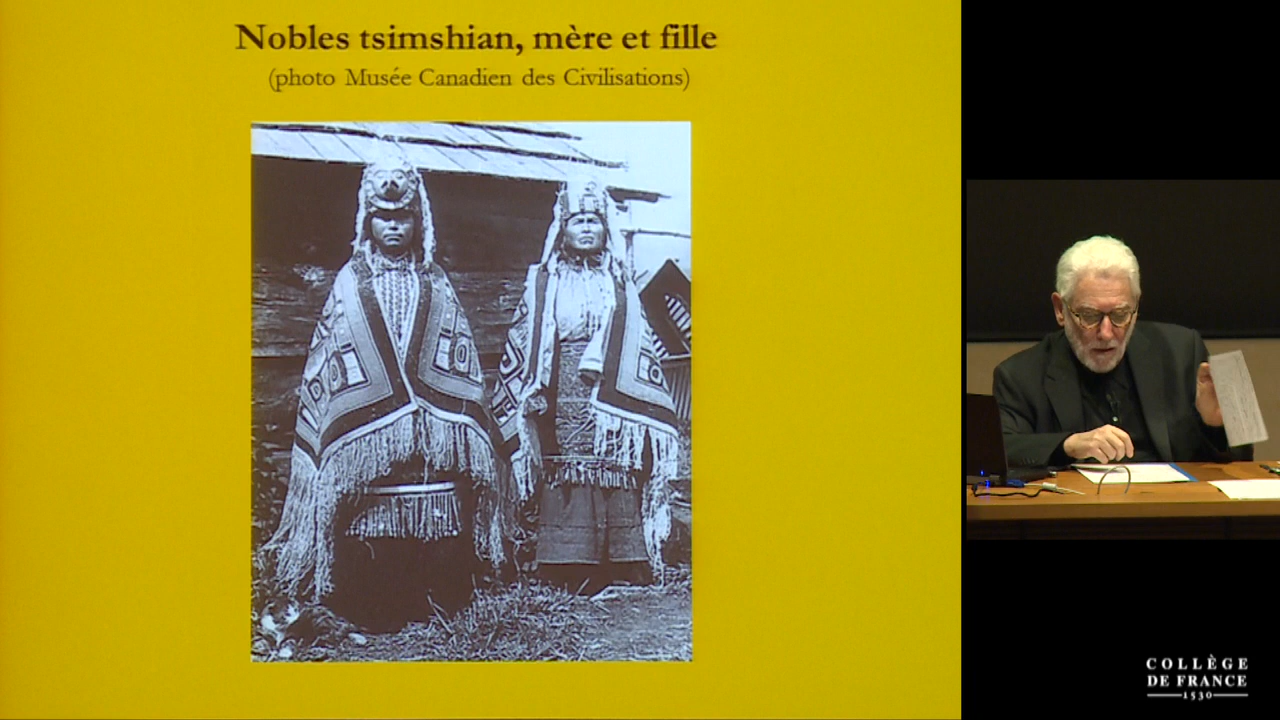 Nobles tsimshian, mère et fille
(photo Musée Canadien des Civilisations)
COLLÈGE
DE FRANCE
1530